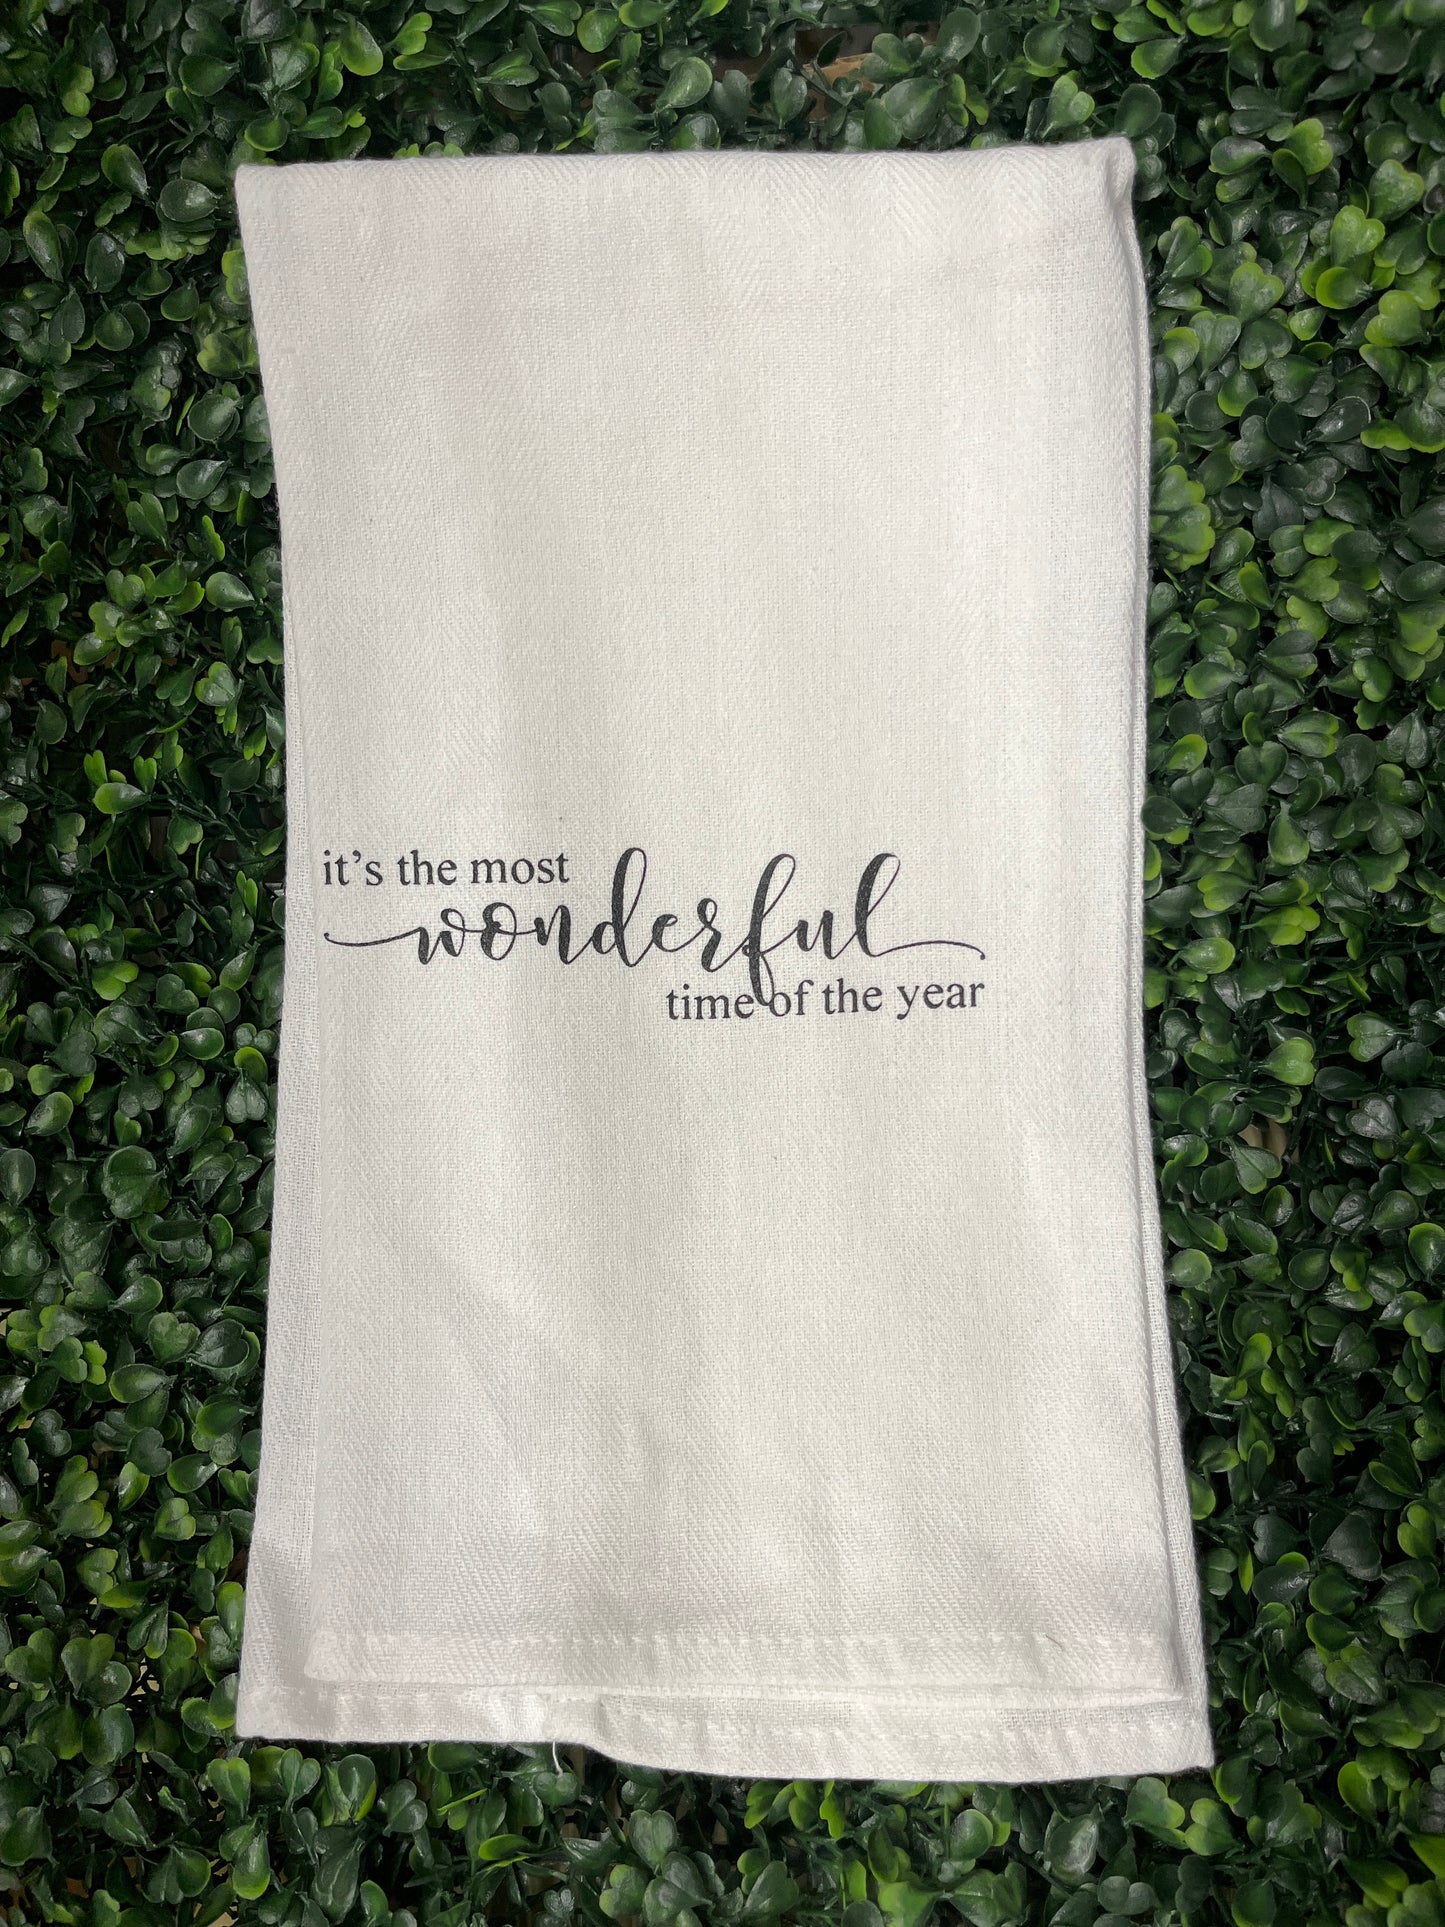 it's the most
wonderful
time of the year